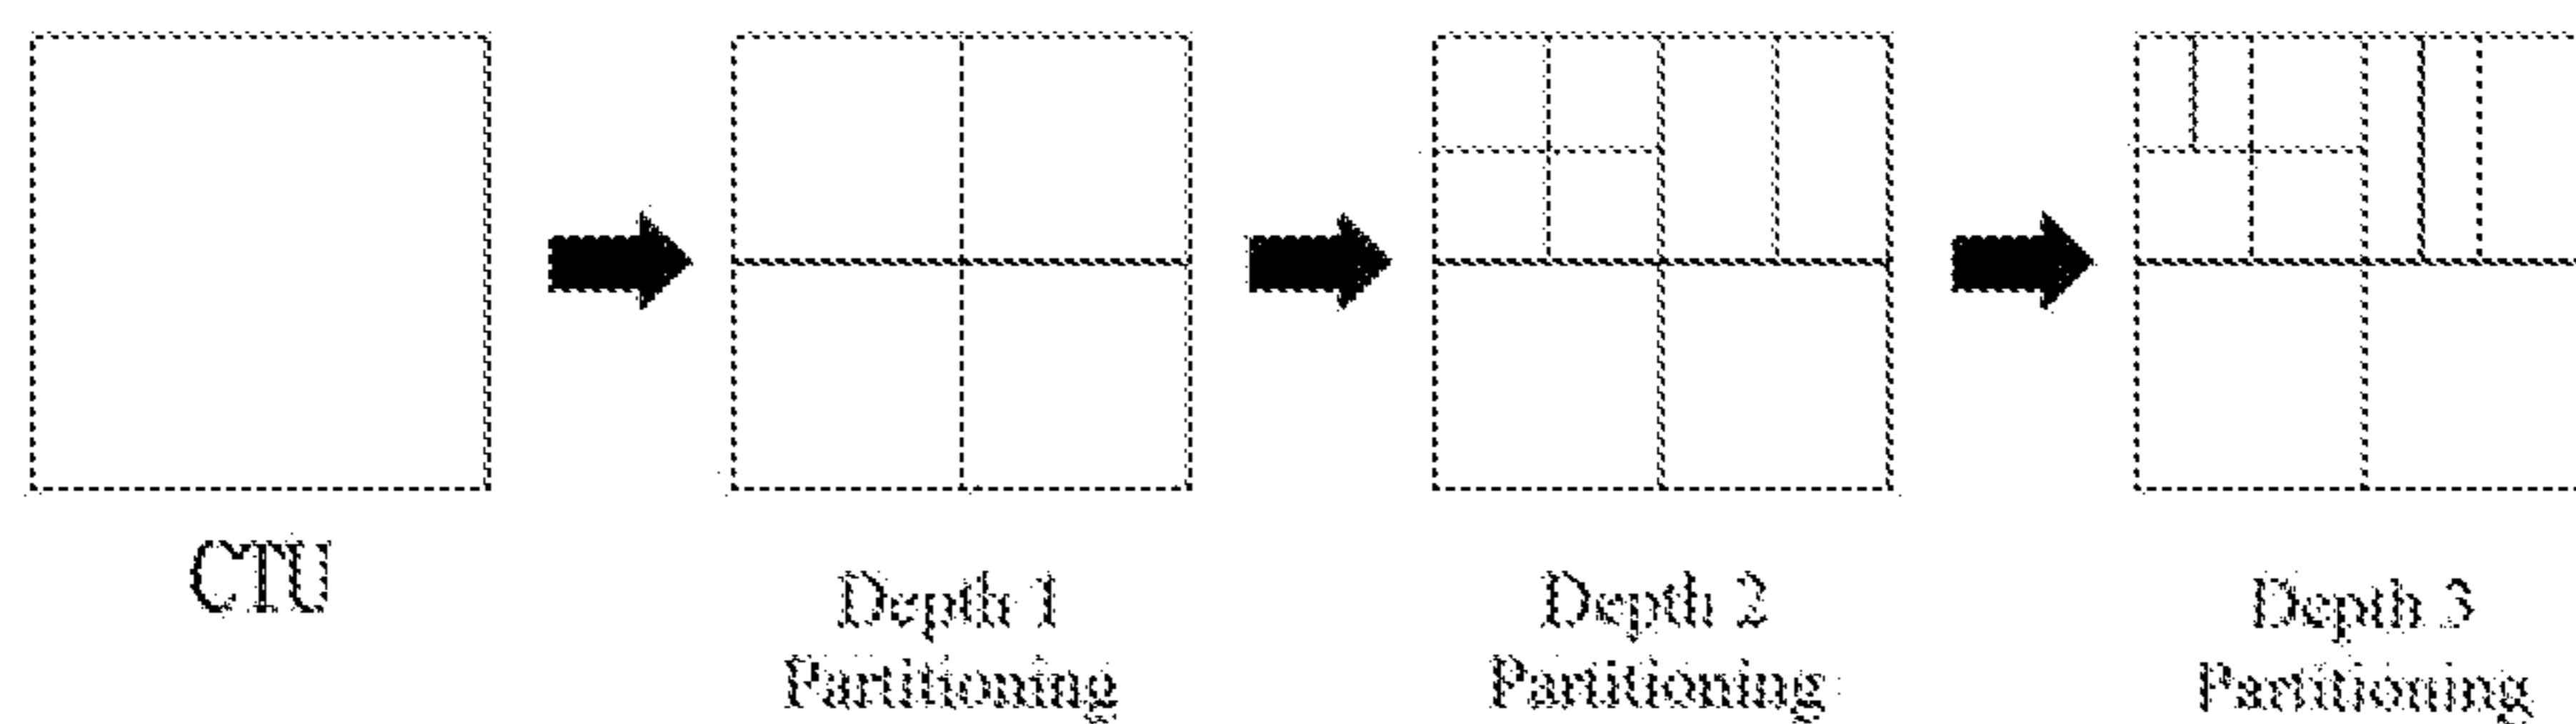 CTU
Depth 1
Partitioning
Depth 2
Partitioning
Depth 3
Partitioning